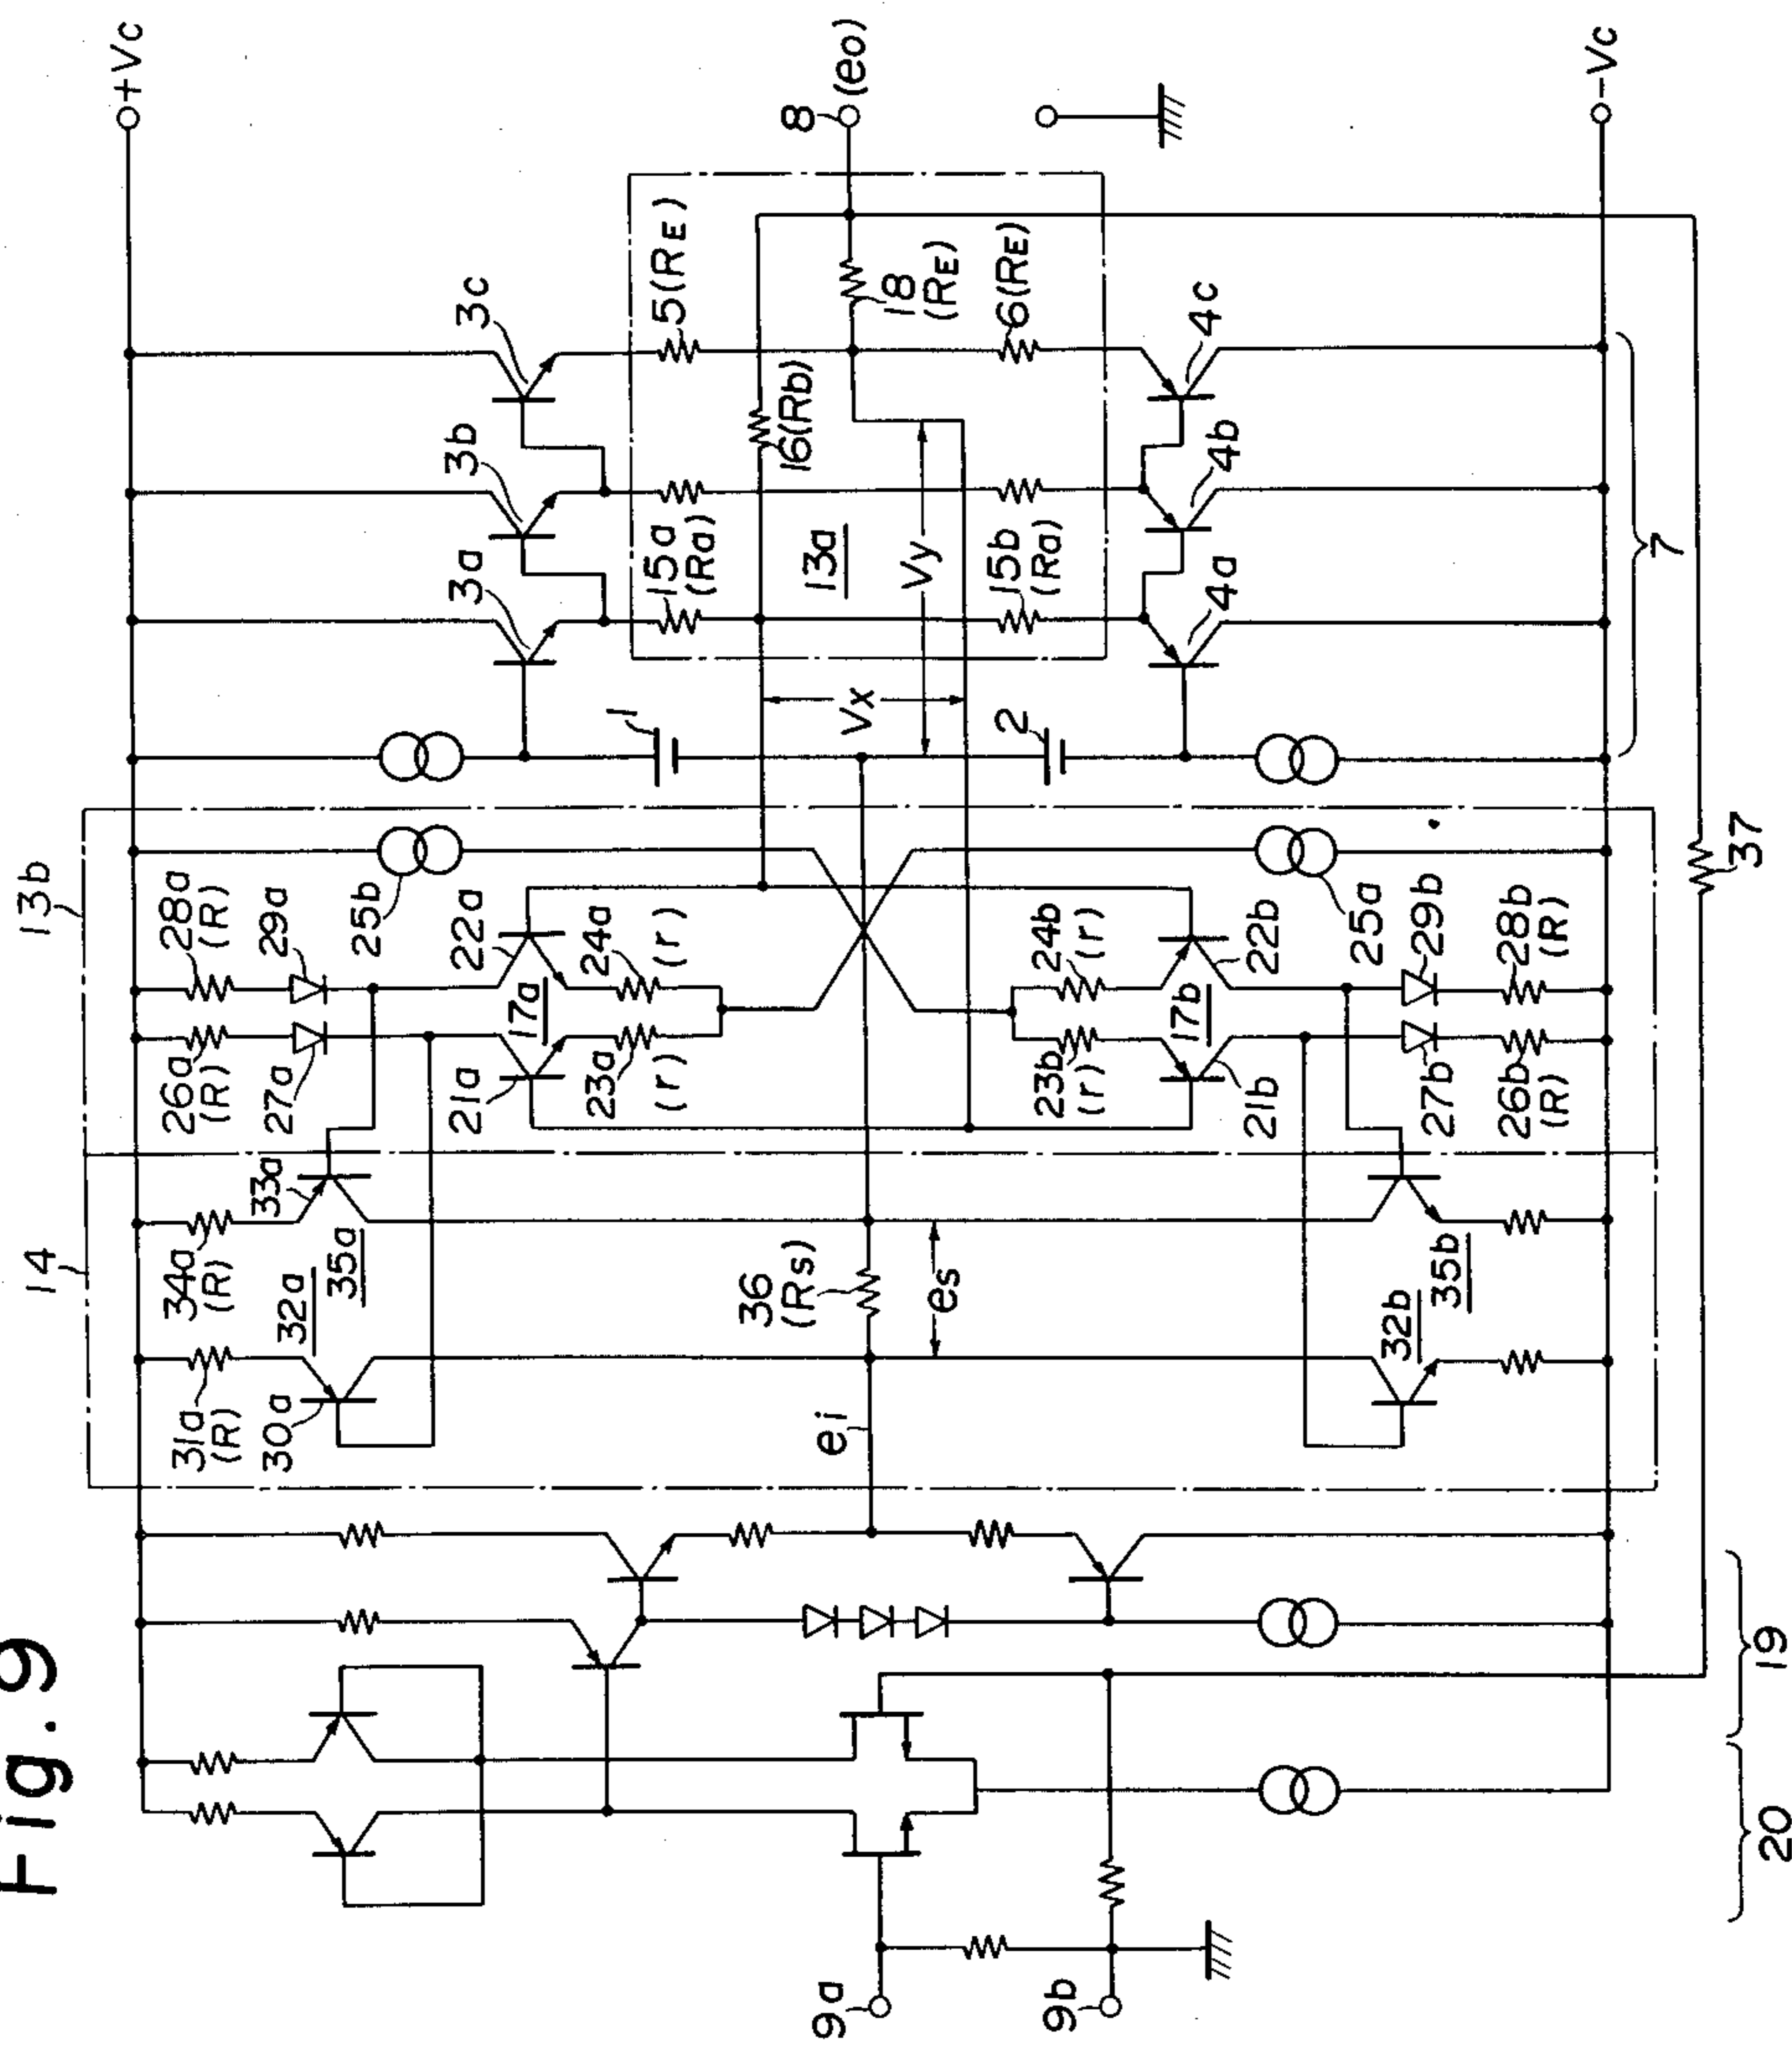 Fig. 9
+Vc
-Vc
8
(eo)
3c
3b
3a
5(RE)
18
(RE)
6(RE)
16(Rb)
15a
(Ra)
13a
Vy
15b
(Ra)
4c
4b
4a
7
Vx
1
2
13b
28a
(R)
29a
25b
22a
24a
(r)
26a
(R)
27a
21a
17a
23a
(r)
24b
(r)
22b
25a
29b
28b
(R)
23b
(r)
17b
21b
27b
26b
(R)
37
14
34a
(R)
33a
35a
32a
31a
(R)
30a
36
(Rs)
es
ei
32b
35b
9a
9b
19
20